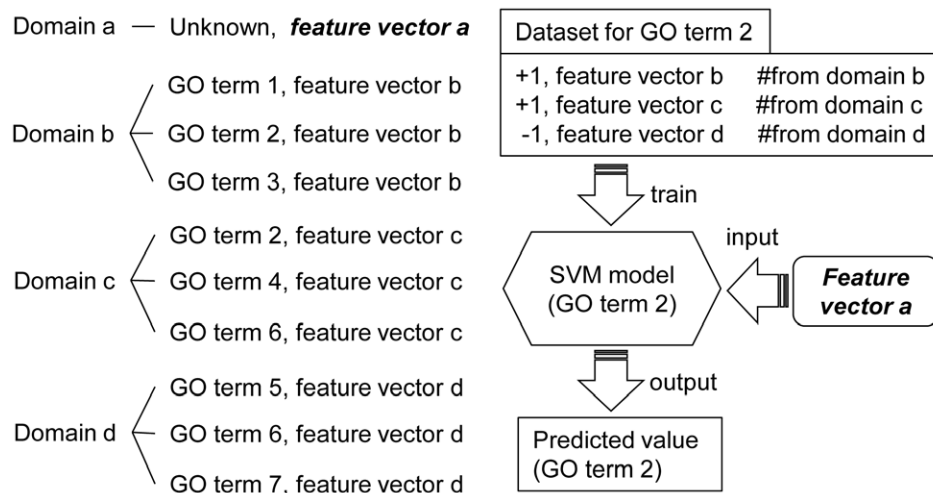 Domain a — Unknown, feature vector a
Domain b
GO term 1, feature vector b
GO term 2, feature vector b
GO term 3, feature vector b
Domain c
GO term 2, feature vector c
GO term 4, feature vector c
GO term 6, feature vector c
Domain d
GO term 5, feature vector d
GO term 6, feature vector d
GO term 7, feature vector d
Dataset for GO term 2
+1, feature vector b #from domain b
+1, feature vector c #from domain c
-1, feature vector d #from domain d
train
SVM model
(GO term 2)
input
Feature
vector a
output
Predicted value
(GO term 2)